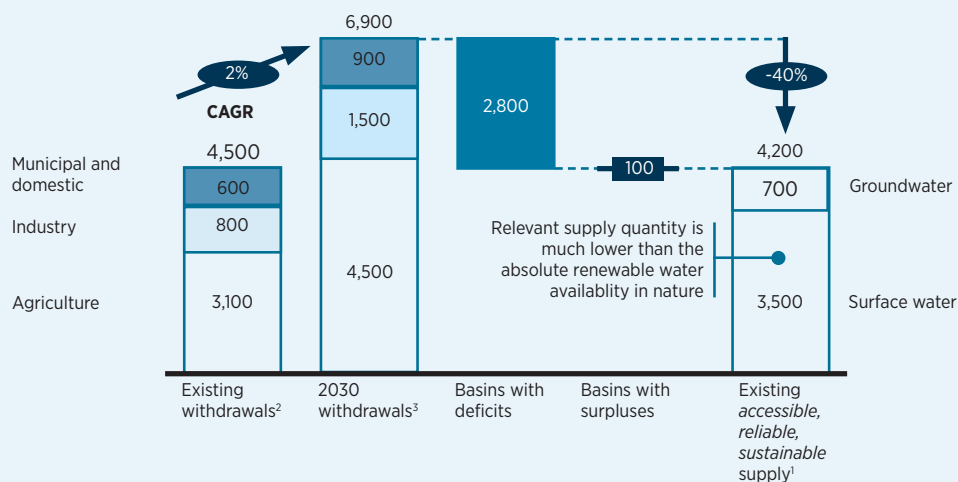 6,900
2%
900
-40%
CAGR
1,500
2,800
4,500
4,200
Municipal and
domestic
600
100
700
Groundwater
Industry
800
Relevant supply quantity is
much lower than the
absolute renewable water
availablity in nature
4,500
Agriculture
3,100
3,500
Surface water
Existing
withdrawals²
2030
withdrawals³
Basins with
deficits
Basins with
surpluses
Existing
accessible,
reliable,
sustainable
supply¹